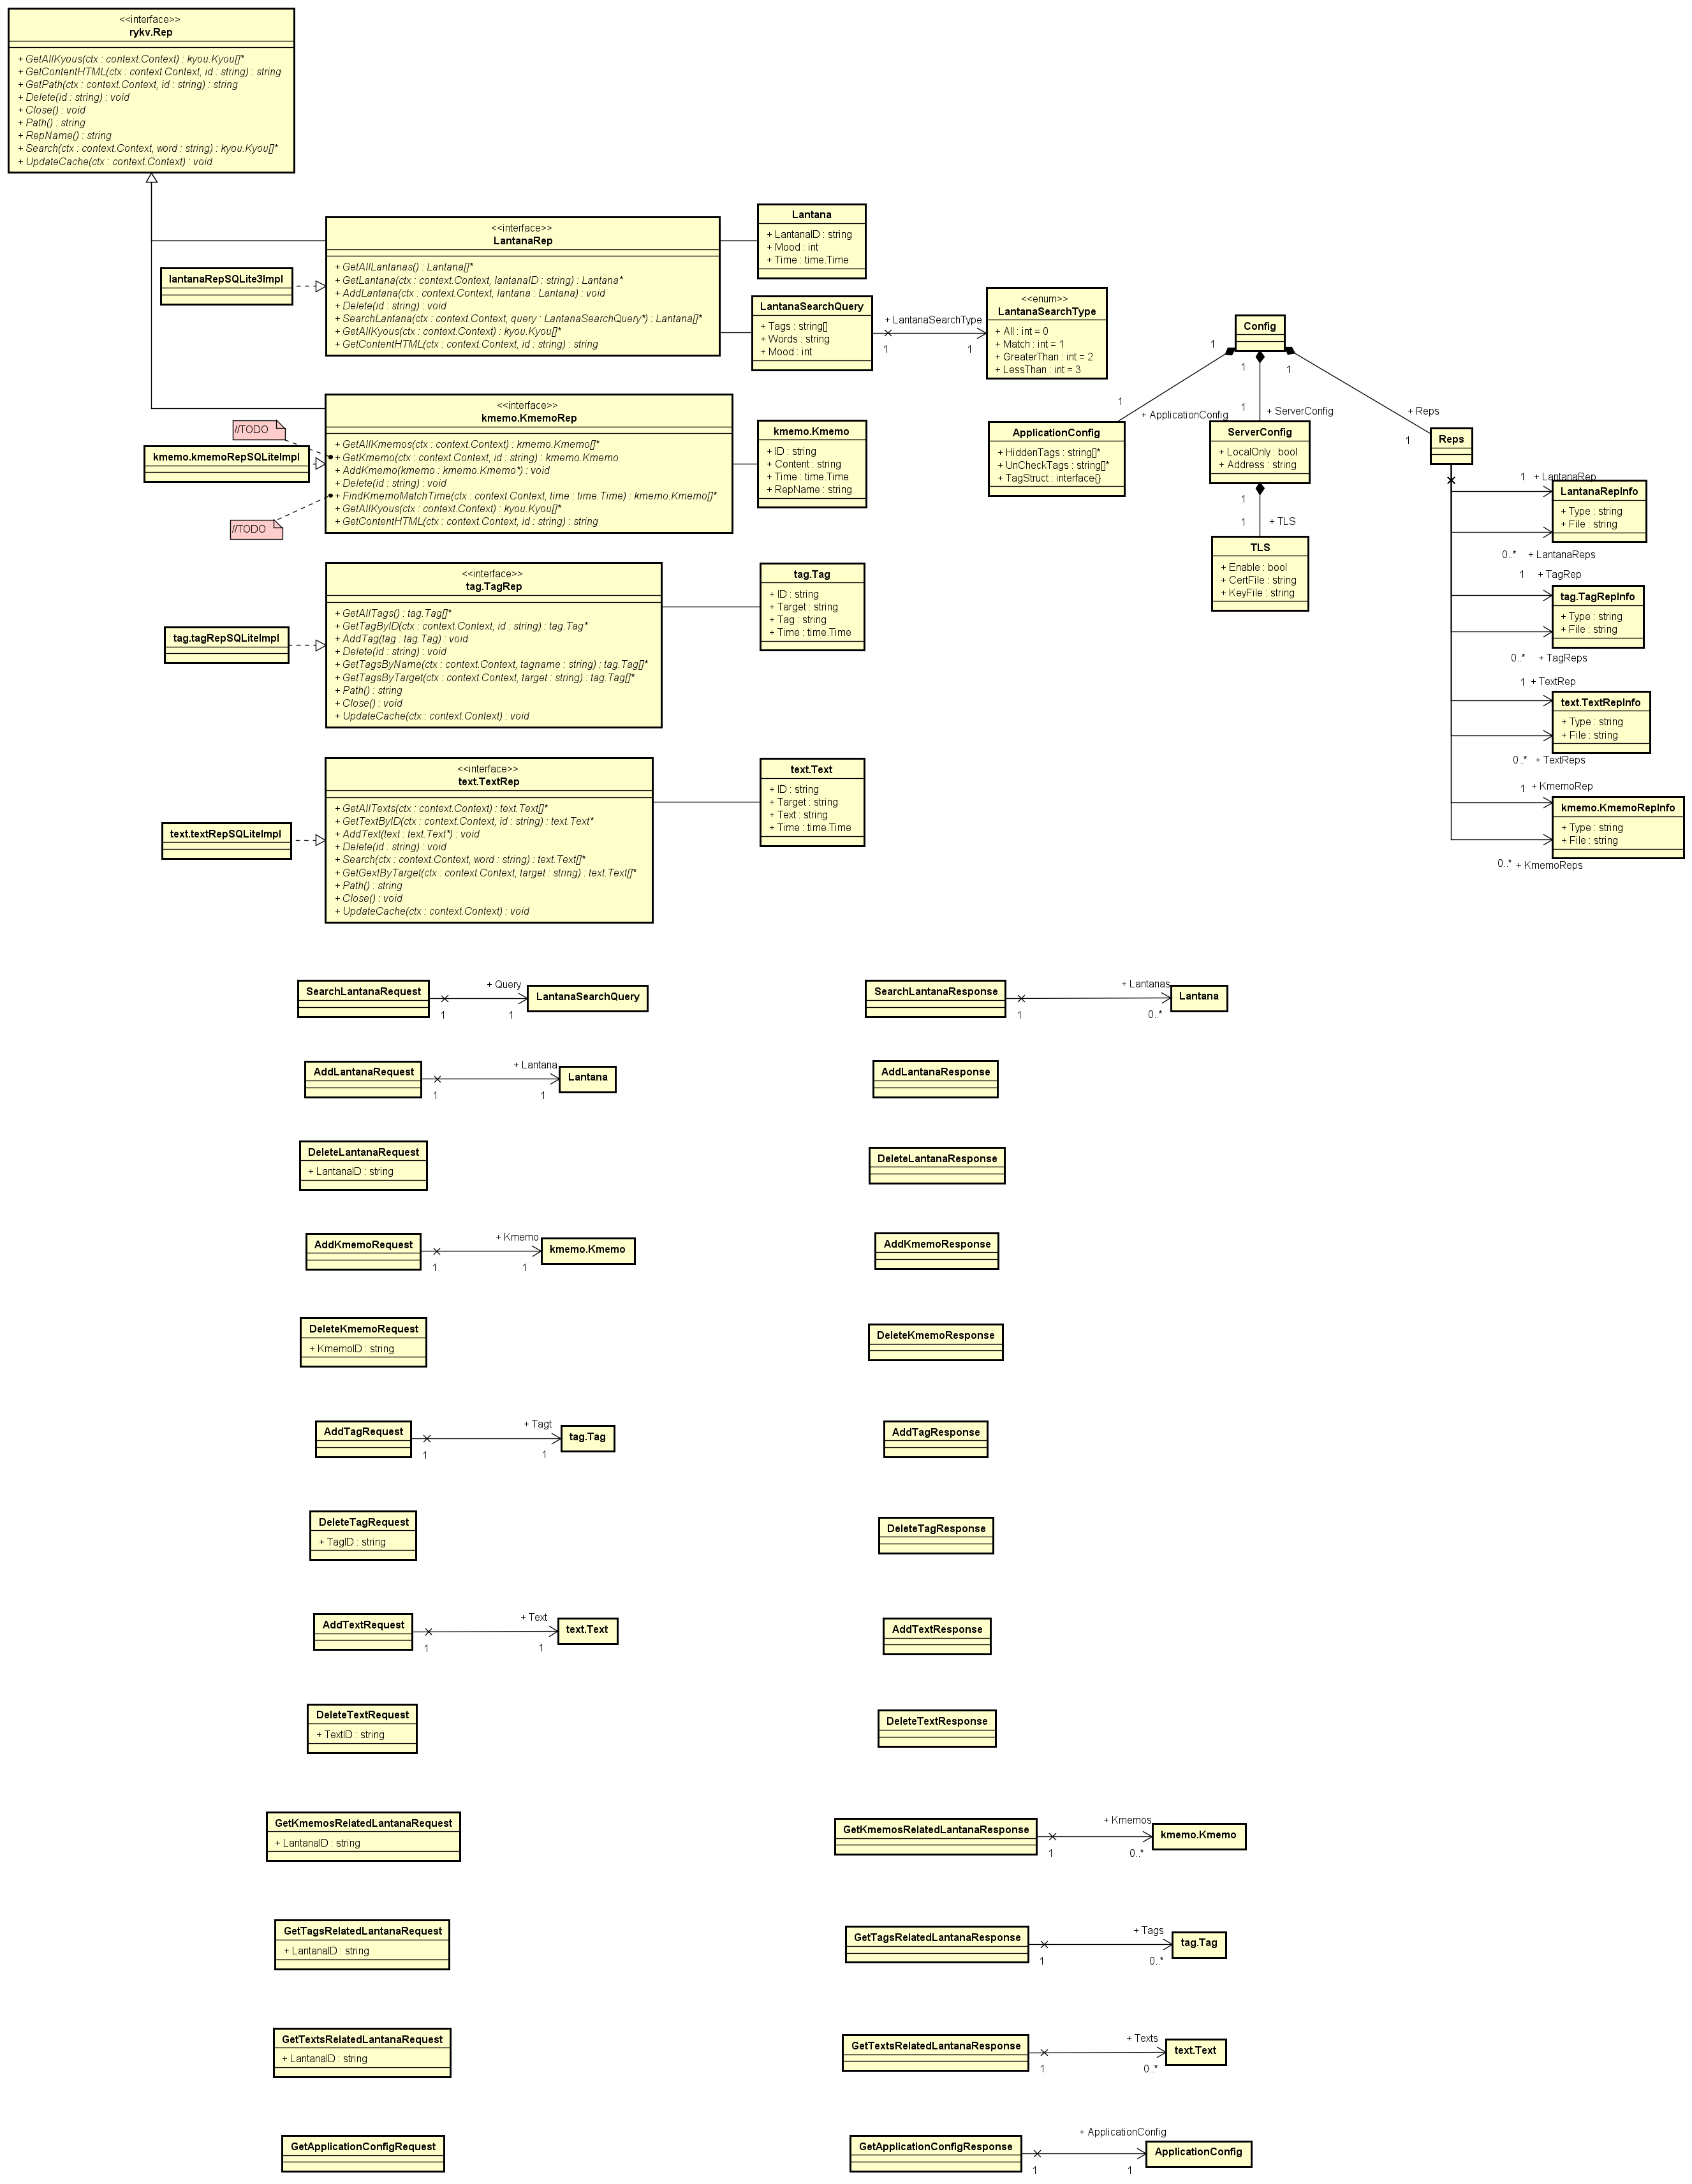 <<interface>>
rykv.Rep
+ GetAllKyous(ctx : context.Context) : kyou.Kyou[]*
+ GetContentHTML(ctx : context.Context, id : string) : string
+ GetPath(ctx : context.Context, id : string) : string
+ Delete(id : string) : void
+ Close() : void
+ Path() : string
+ RepName() : string
+ Search(ctx : context.Context, word : string) : kyou.Kyou[]*
+ UpdateCache(ctx : context.Context) : void
<<interface>>
LantanaRep
+ GetAllLantanas() : Lantana[]*
+ GetLantana(ctx : context.Context, lantanaID : string) : Lantana*
+ AddLantana(ctx : context.Context, lantana : Lantana) : void
+ Delete(id : string) : void
+ SearchLantana(ctx : context.Context, query : LantanaSearchQuery*) : Lantana[]*
+ GetAllKyous(ctx : context.Context) : kyou.Kyou[]*
+ GetContentHTML(ctx : context.Context, id : string) : string
lantanaRepSQLite3Impl
Lantana
+ LantanaID : string
+ Mood : int
+ Time : time.Time
LantanaSearchQuery
+ Tags : string[]
+ Words : string
+ Mood : int
+ LantanaSearchType
1
1
<<enum>>
LantanaSearchType
+ All : int = 0
+ Match : int = 1
+ GreaterThan : int = 2
+ LessThan : int = 3
<<interface>>
kmemo.KmemoRep
+ GetAllKmemos(ctx : context.Context) : kmemo.Kmemo[]*
+ GetKmemo(ctx : context.Context, id : string) : kmemo.Kmemo
+ AddKmemo(kmemo : kmemo.Kmemo*) : void
+ Delete(id : string) : void
+ FindKmemoMatchTime(ctx : context.Context, time : time.Time) : kmemo.Kmemo[]*
+ GetAllKyous(ctx : context.Context) : kyou.Kyou[]*
+ GetContentHTML(ctx : context.Context, id : string) : string
//TODO
kmemo.kmemoRepSQLiteImpl
//TODO
kmemo.Kmemo
+ ID : string
+ Content : string
+ Time : time.Time
+ RepName : string
<<interface>>
tag.TagRep
+ GetAllTags() : tag.Tag[]*
+ GetTagByID(ctx : context.Context, id : string) : tag.Tag*
+ AddTag(tag : tag.Tag) : void
+ Delete(id : string) : void
+ GetTagsByName(ctx : context.Context, tagname : string) : tag.Tag[]*
+ GetTagsByTarget(ctx : context.Context, target : string) : tag.Tag[]*
+ Path() : string
+ Close() : void
+ UpdateCache(ctx : context.Context) : void
tag.tagRepSQLiteImpl
tag.Tag
+ ID : string
+ Target : string
+ Tag : string
+ Time : time.Time
<<interface>>
text.TextRep
+ GetAllTexts(ctx : context.Context) : text.Text[]*
+ GetTextByID(ctx : context.Context, id : string) : text.Text*
+ AddText(text : text.Text*) : void
+ Delete(id : string) : void
+ Search(ctx : context.Context, word : string) : text.Text[]*
+ GetGextByTarget(ctx : context.Context, target : string) : text.Text[]*
+ Path() : string
+ Close() : void
+ UpdateCache(ctx : context.Context) : void
text.textRepSQLiteImpl
text.Text
+ ID : string
+ Target : string
+ Text : string
+ Time : time.Time
Config
1
1
1
1
+ ApplicationConfig
1
+ ServerConfig
+ Reps
1
ApplicationConfig
+ HiddenTags : string[]*
+ UnCheckTags : string[]*
+ TagStruct : interface{}
ServerConfig
+ LocalOnly : bool
+ Address : string
1
1
+ TLS
TLS
+ Enable : bool
+ CertFile : string
+ KeyFile : string
Reps
1
+ LantanaRep
LantanaRepInfo
+ Type : string
+ File : string
0..*
+ LantanaReps
1
+ TagRep
tag.TagRepInfo
+ Type : string
+ File : string
0..*
+ TagReps
1
+ TextRep
text.TextRepInfo
+ Type : string
+ File : string
0..*
+ TextReps
1
+ KmemoRep
kmemo.KmemoRepInfo
+ Type : string
+ File : string
0..*
+ KmemoReps
SearchLantanaRequest
+ Query
1
1
LantanaSearchQuery
SearchLantanaResponse
+ Lantanas
1
0..*
Lantana
AddLantanaRequest
+ Lantana
1
1
Lantana
AddLantanaResponse
DeleteLantanaRequest
+ LantanaID : string
DeleteLantanaResponse
AddKmemoRequest
+ Kmemo
1
1
kmemo.Kmemo
AddKmemoResponse
DeleteKmemoRequest
+ KmemoID : string
DeleteKmemoResponse
AddTagRequest
+ Tagt
1
1
tag.Tag
AddTagResponse
DeleteTagRequest
+ TagID : string
DeleteTagResponse
AddTextRequest
+ Text
1
1
text.Text
AddTextResponse
DeleteTextRequest
+ TextID : string
DeleteTextResponse
GetKmemosRelatedLantanaRequest
+ LantanaID : string
GetKmemosRelatedLantanaResponse
+ Kmemos
1
0..*
kmemo.Kmemo
GetTagsRelatedLantanaRequest
+ LantanaID : string
GetTagsRelatedLantanaResponse
+ Tags
1
0..*
tag.Tag
GetTextsRelatedLantanaRequest
+ LantanaID : string
GetTextsRelatedLantanaResponse
+ Texts
1
0..*
text.Text
GetApplicationConfigRequest
GetApplicationConfigResponse
+ ApplicationConfig
1
1
ApplicationConfig